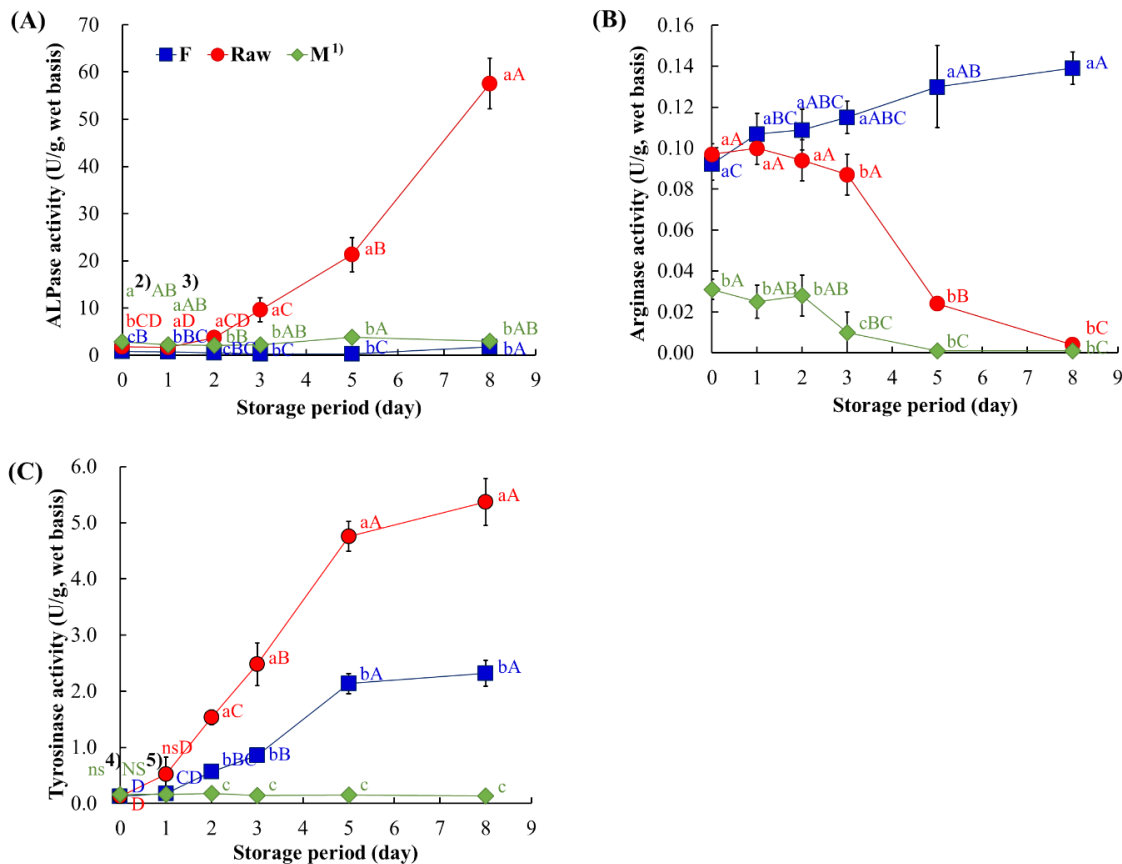 (A)
ALPase activity (U/g, wet basis)
70
60
50
40
30
20
10
0
F Raw M1)
aA
aB
aC
a2) AB 3)
aAB
bCD aD aCD
cB bBC bB bAB bA bAB
cBC bC bC bA
0 1 2 3 4 5 6 7 8 9
Storage period (day)
(B)
Arginase activity (U/g, wet basis)
0.16
0.14
0.12
0.10
0.08
0.06
0.04
0.02
0.00
aA
aAB
aABC
aBC aABC
aA
aA aA
aC bA
bA bAB bAB
bB
cBC
bC
bC bC
0 1 2 3 4 5 6 7 8 9
Storage period (day)
(C)
Tyrosinase activity (U/g, wet basis)
6.0
5.0
4.0
3.0
2.0
1.0
0.0
aA
aA
aB
bA
bA
aC
nsD
bBC bB
ns4) NS5)
D CD c c c c
D
0 1 2 3 4 5 6 7 8 9
Storage period (day)